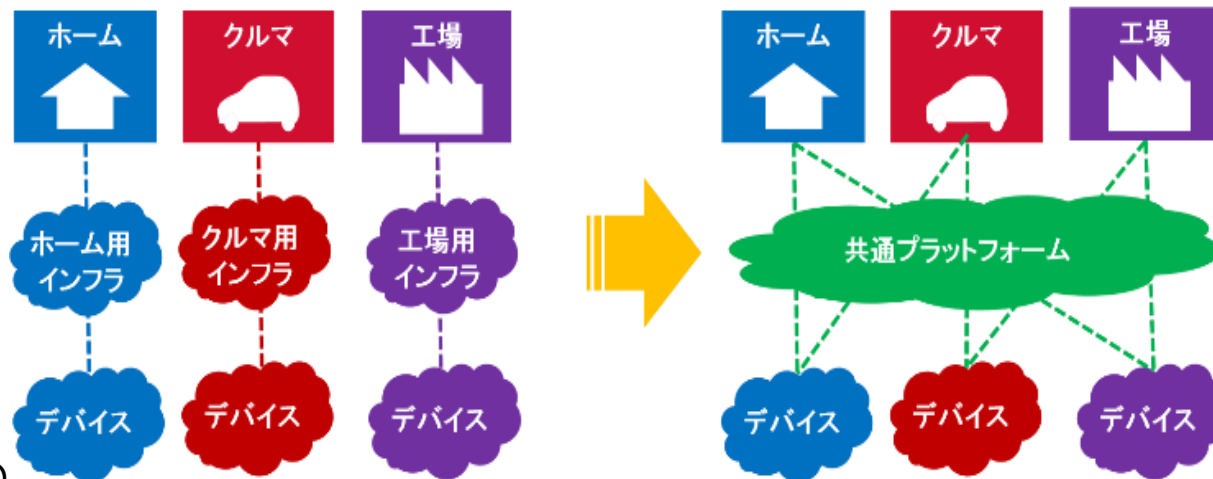 ホーム
クルマ
工場
ホーム用
インフラ
クルマ用
インフラ
工場用
インフラ
デバイス
デバイス
デバイス
ホーム
クルマ
工場
共通プラットフォーム
デバイス
デバイス
デバイス
)